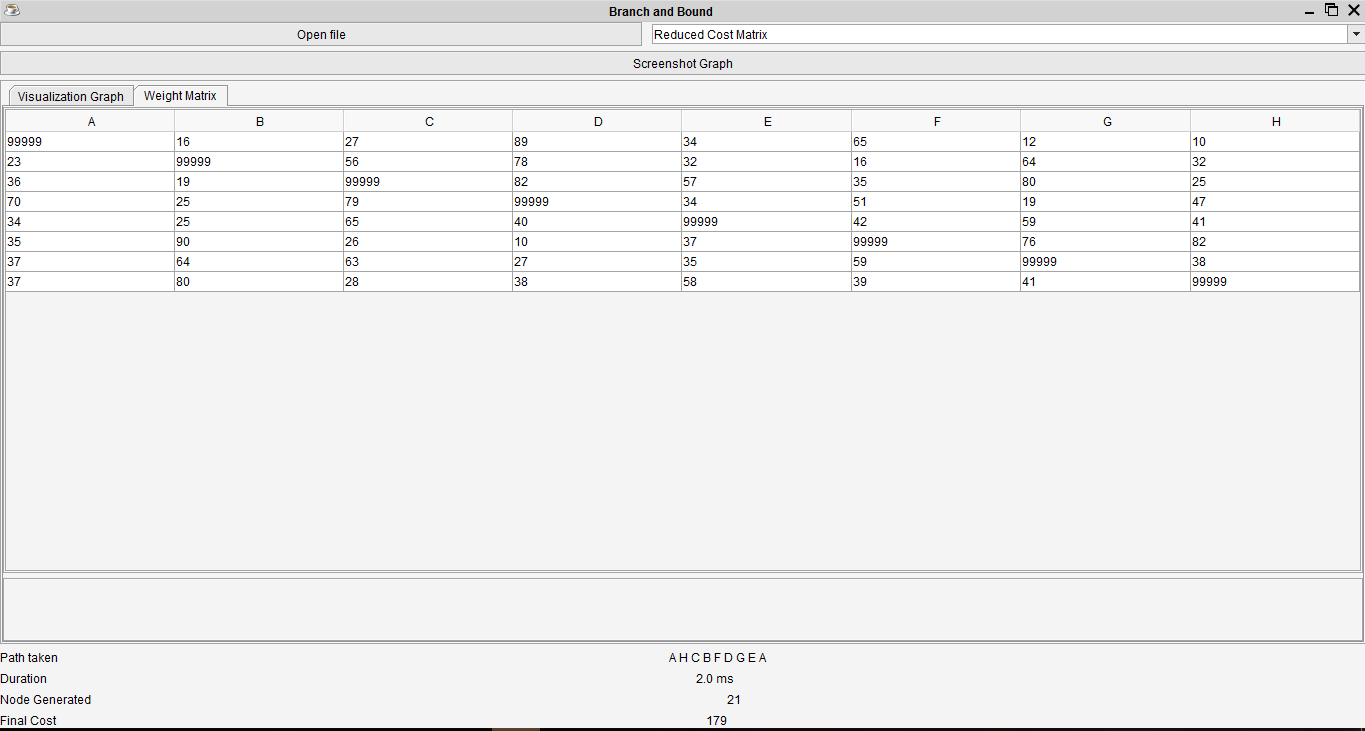 Branch and Bound
Open file Reduced Cost Matrix
Screenshot Graph
Visualization Graph Weight Matrix
A B C D E F G H
99999 16 27 89 34 65 12 10
23 99999 56 78 32 16 64 32
36 19 99999 82 57 35 80 25
70 25 79 99999 34 51 19 47
34 25 65 40 99999 42 59 41
35 90 26 10 37 99999 76 82
37 64 63 27 35 59 99999 38
37 80 28 38 58 39 41 99999
Path taken A H C B F D G E A
Duration 2.0 ms
Node Generated 21
Final Cost 179